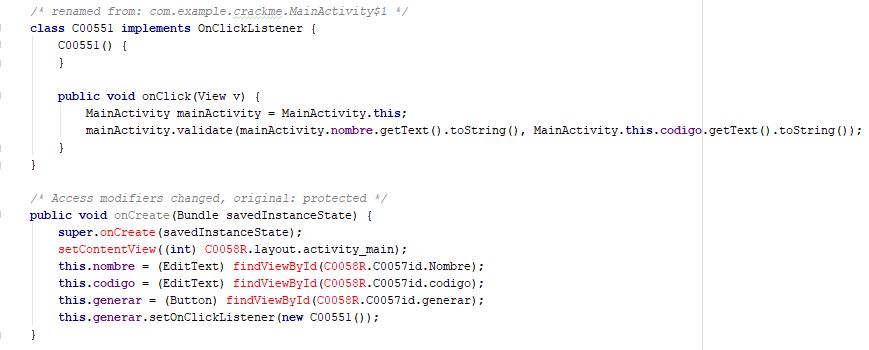 /* renamed from: com.example.crackme.MainActivity$1 */
class C00551 implements OnClickListener {
C00551() {
}
public void onClick(View v) {
MainActivity mainActivity = MainActivity.this;
mainActivity.validate(mainActivity.nombre.getText().toString(), MainActivity.this.codigo.getText().toString());
}
}
/* Access modifiers changed, original: protected */
public void onCreate(Bundle savedInstanceState) {
super.onCreate(savedInstanceState);
setContentView((int) C0058R.layout.activity_main);
this.nombre = (EditText) findViewById(C0058R.C0057id.Nombre);
this.codigo = (EditText) findViewById(C0058R.C0057id.codigo);
this.generar = (Button) findViewById(C0058R.C0057id.generar);
this.generar.setOnClickListener(new C00551());
}